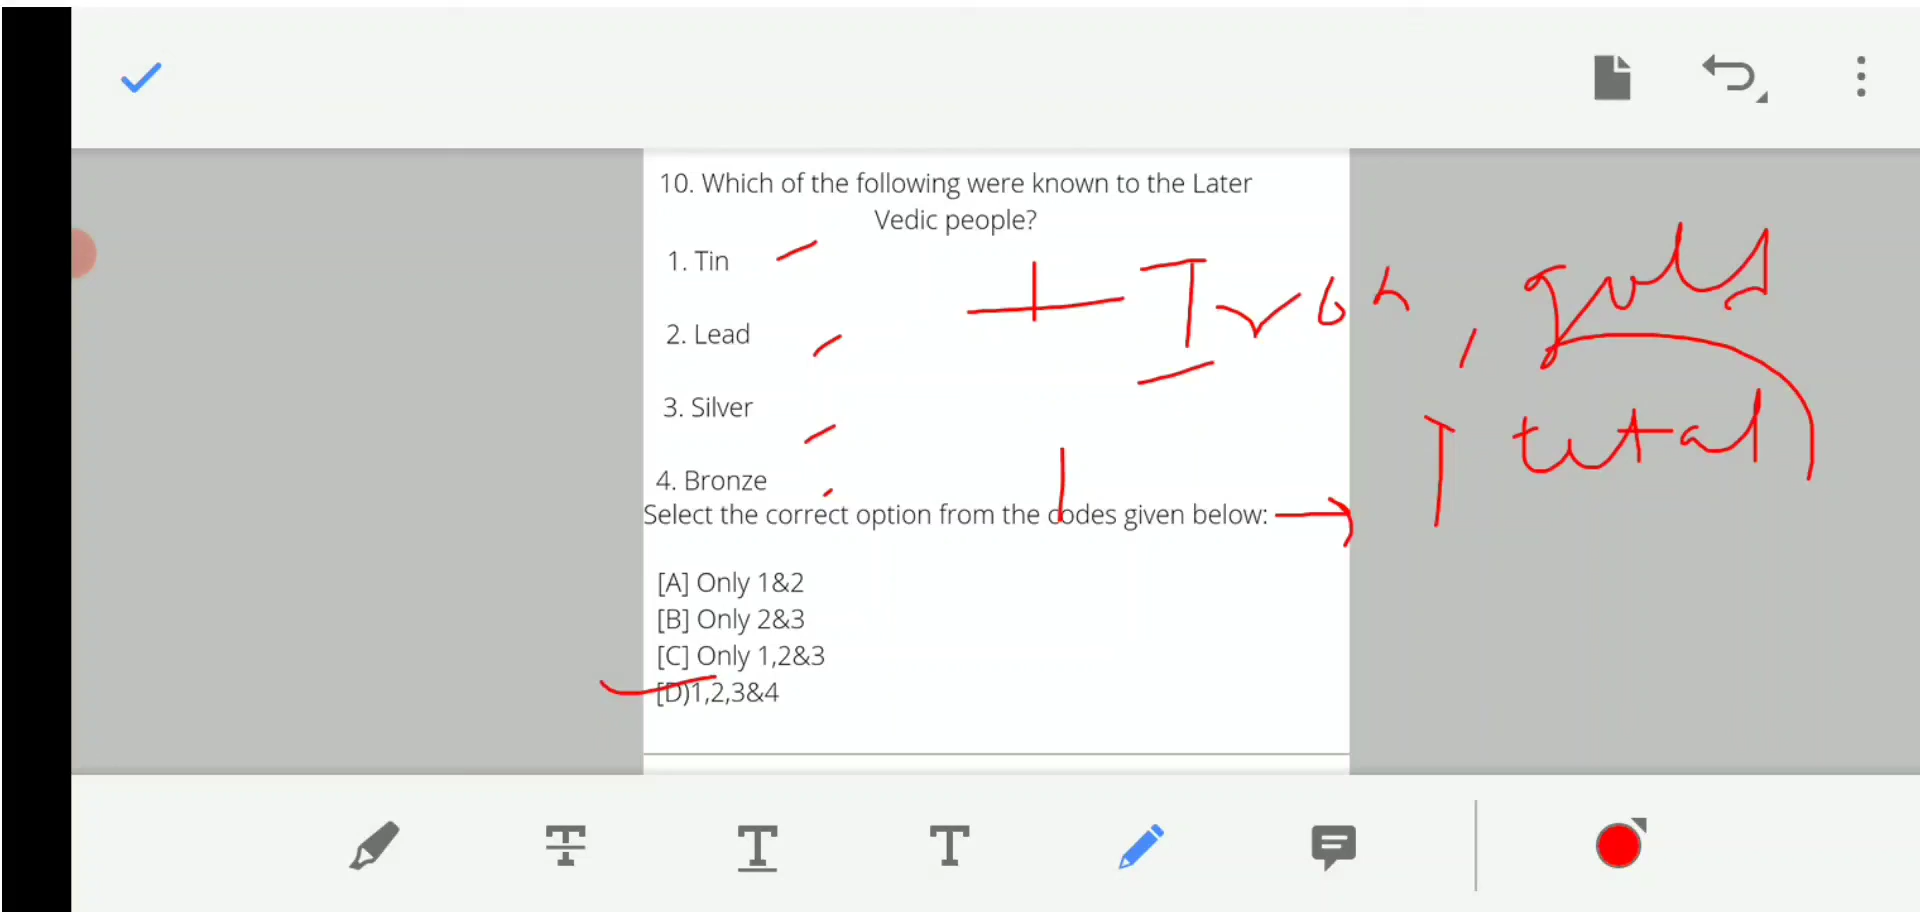 10. Which of the following were known to the Later
Vedic people?
1. Tin
2. Lead
3. Silver
4. Bronze
Select the correct option from the codes given below:
[A] Only 1&2
[B] Only 2&3
[C] Only 1,2&3
[D)1,2,3&4
+ Iron, gold